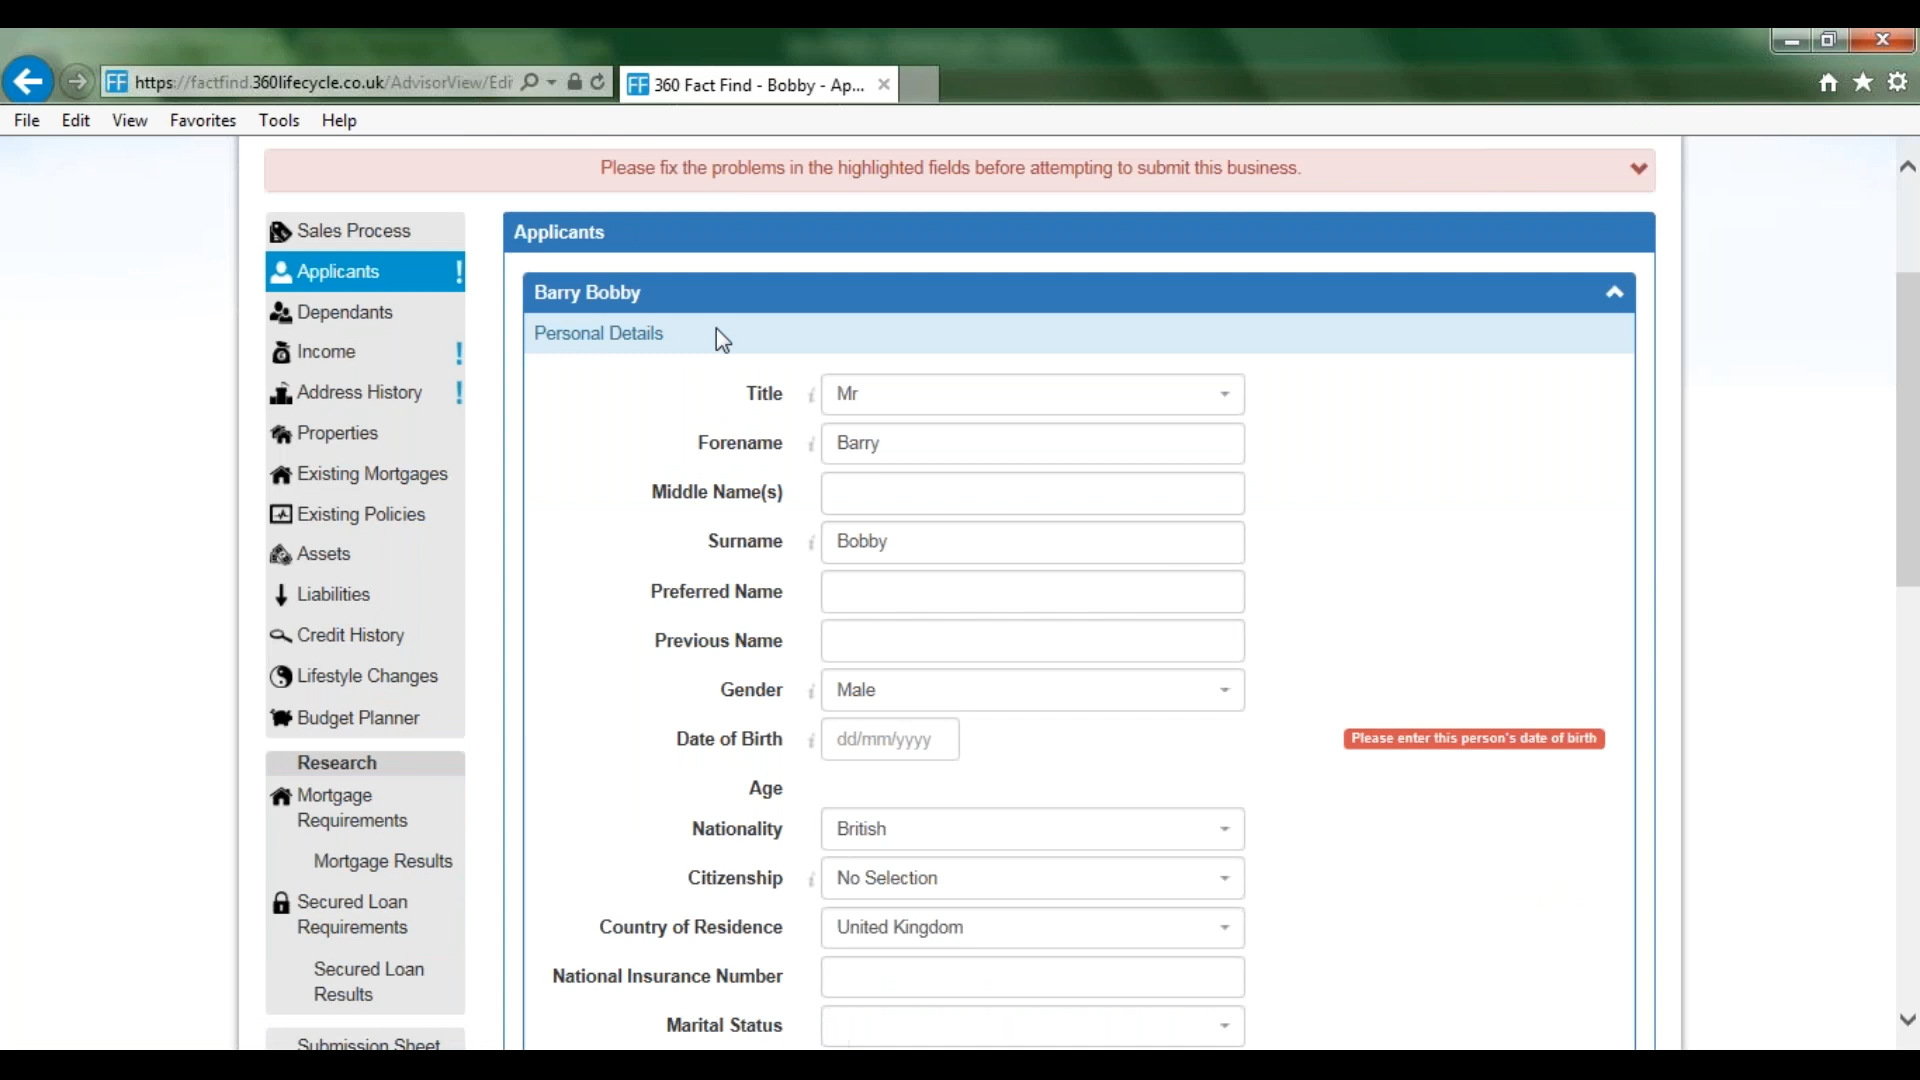 https://factfind.360lifecycle.co.uk/AdvisorView/Edi
FF 360 Fact Find - Bobby - Ap...
File Edit View Favorites Tools Help
Please fix the problems in the highlighted fields before attempting to submit this business.
Sales Process
Applicants !
Dependants
Income !
Address History !
Properties
Existing Mortgages
Existing Policies
Assets
Liabilities
Credit History
Lifestyle Changes
Budget Planner
Research
Mortgage
Requirements
Mortgage Results
Secured Loan
Requirements
Secured Loan
Results
Submission Sheet
Applicants
Barry Bobby
Personal Details
Title i Mr
Forename i Barry
Middle Name(s)
Surname i Bobby
Preferred Name
Previous Name
Gender i Male
Date of Birth i dd/mm/yyyy Please enter this person's date of birth
Age
Nationality British
Citizenship i No Selection
Country of Residence United Kingdom
National Insurance Number
Marital Status